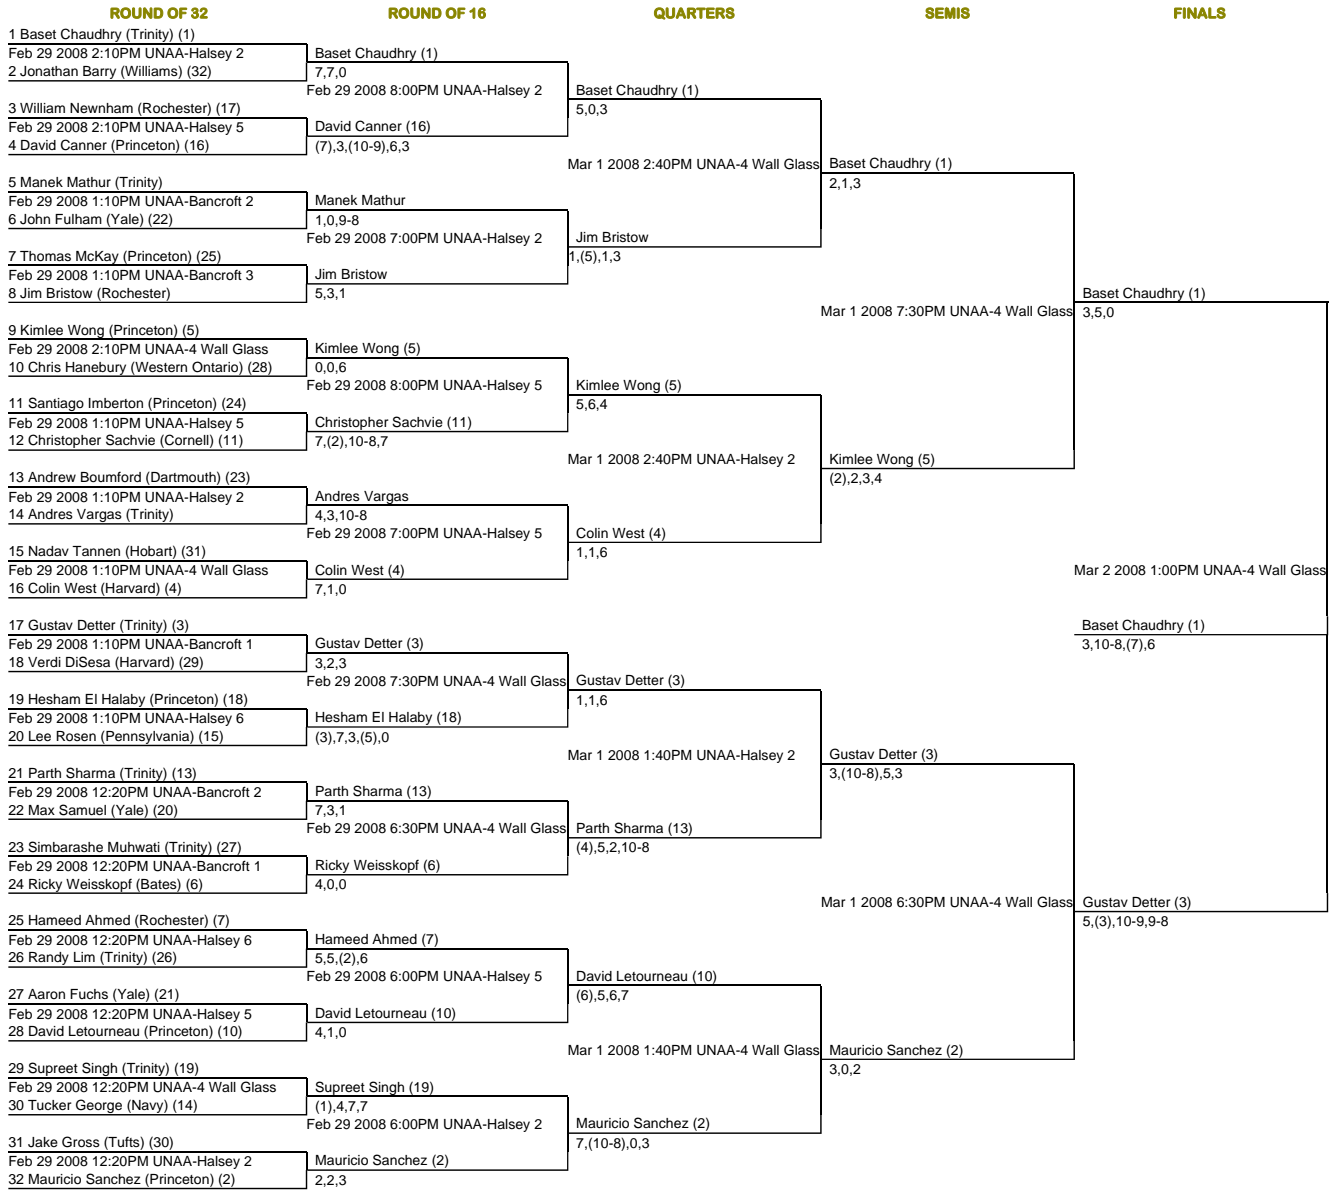 ROUND OF 32
ROUND OF 16
QUARTERS
SEMIS
FINALS
1 Baset Chaudhry (Trinity) (1)
Feb 29 2008 2:10PM UNAA-Halsey 2
2 Jonathan Barry (Williams) (32)
3 William Newnham (Rochester) (17)
Feb 29 2008 2:10PM UNAA-Halsey 5
4 David Canner (Princeton) (16)
5 Manek Mathur (Trinity)
Feb 29 2008 1:10PM UNAA-Bancroft 2
6 John Fulham (Yale) (22)
7 Thomas McKay (Princeton) (25)
Feb 29 2008 1:10PM UNAA-Bancroft 3
8 Jim Bristow (Rochester)
9 Kimlee Wong (Princeton) (5)
Feb 29 2008 2:10PM UNAA-4 Wall Glass
10 Chris Hanebury (Western Ontario) (28)
11 Santiago Imberton (Princeton) (24)
Feb 29 2008 1:10PM UNAA-Halsey 5
12 Christopher Sachvie (Cornell) (11)
13 Andrew Boumford (Dartmouth) (23)
Feb 29 2008 1:10PM UNAA-Halsey 2
14 Andres Vargas (Trinity)
15 Nadav Tannen (Hobart) (31)
Feb 29 2008 1:10PM UNAA-4 Wall Glass
16 Colin West (Harvard) (4)
17 Gustav Detter (Trinity) (3)
Feb 29 2008 1:10PM UNAA-Bancroft 1
18 Verdi DiSesa (Harvard) (29)
19 Hesham El Halaby (Princeton) (18)
Feb 29 2008 1:10PM UNAA-Halsey 6
20 Lee Rosen (Pennsylvania) (15)
21 Parth Sharma (Trinity) (13)
Feb 29 2008 12:20PM UNAA-Bancroft 2
22 Max Samuel (Yale) (20)
23 Simbarashe Muhwati (Trinity) (27)
Feb 29 2008 12:20PM UNAA-Bancroft 1
24 Ricky Weisskopf (Bates) (6)
25 Hameed Ahmed (Rochester) (7)
Feb 29 2008 12:20PM UNAA-Halsey 6
26 Randy Lim (Trinity) (26)
27 Aaron Fuchs (Yale) (21)
Feb 29 2008 12:20PM UNAA-Halsey 5
28 David Letourneau (Princeton) (10)
29 Supreet Singh (Trinity) (19)
Feb 29 2008 12:20PM UNAA-4 Wall Glass
30 Tucker George (Navy) (14)
31 Jake Gross (Tufts) (30)
Feb 29 2008 12:20PM UNAA-Halsey 2
32 Mauricio Sanchez (Princeton) (2)
Baset Chaudhry (1)
7,7,0
Feb 29 2008 8:00PM UNAA-Halsey 2
David Canner (16)
(7),3,(10-9),6,3
Manek Mathur
1,0,9-8
Feb 29 2008 7:00PM UNAA-Halsey 2
Jim Bristow
5,3,1
Kimlee Wong (5)
0,0,6
Feb 29 2008 8:00PM UNAA-Halsey 5
Christopher Sachvie (11)
7,(2),10-8,7
Andres Vargas
4,3,10-8
Feb 29 2008 7:00PM UNAA-Halsey 5
Colin West (4)
7,1,0
Gustav Detter (3)
3,2,3
Feb 29 2008 7:30PM UNAA-4 Wall Glass
Hesham El Halaby (18)
(3),7,3,(5),0
Parth Sharma (13)
7,3,1
Feb 29 2008 6:30PM UNAA-4 Wall Glass
Ricky Weisskopf (6)
4,0,0
Hameed Ahmed (7)
5,5,(2),6
Feb 29 2008 6:00PM UNAA-Halsey 5
David Letourneau (10)
4,1,0
Supreet Singh (19)
(1),4,7,7
Feb 29 2008 6:00PM UNAA-Halsey 2
Mauricio Sanchez (2)
2,2,3
Baset Chaudhry (1)
5,0,3
Mar 1 2008 2:40PM UNAA-4 Wall Glass
Jim Bristow
1,(5),1,3
Kimlee Wong (5)
5,6,4
Mar 1 2008 2:40PM UNAA-Halsey 2
Colin West (4)
1,1,6
Gustav Detter (3)
1,1,6
Mar 1 2008 1:40PM UNAA-Halsey 2
Parth Sharma (13)
(4),5,2,10-8
David Letourneau (10)
(6),5,6,7
Mar 1 2008 1:40PM UNAA-4 Wall Glass
Mauricio Sanchez (2)
7,(10-8),0,3
Baset Chaudhry (1)
2,1,3
Mar 1 2008 7:30PM UNAA-4 Wall Glass
Kimlee Wong (5)
(2),2,3,4
Gustav Detter (3)
3,(10-8),5,3
Mar 1 2008 6:30PM UNAA-4 Wall Glass
Mauricio Sanchez (2)
3,0,2
Baset Chaudhry (1)
3,5,0
Mar 2 2008 1:00PM UNAA-4 Wall Glass
Baset Chaudhry (1)
3,10-8,(7),6
Gustav Detter (3)
5,(3),10-9,9-8